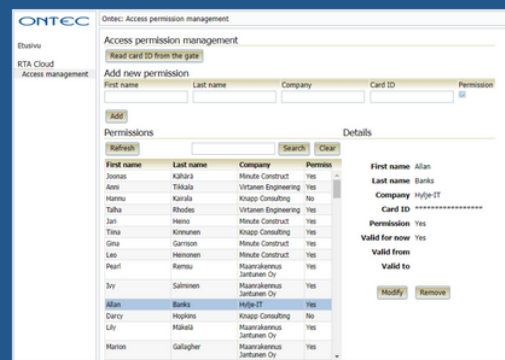 ONTEC
Ontec: Access permission management
Etusivu
RTA Cloud
Access management
Access permission management
Read card ID from the gate
Add new permission
First name Last name Company Card ID Permission
Add
Permissions
Refresh Search Clear
First name Last name Company Permiss
Joonas Kähärä Minute Construct Yes
Anni Tikkala Virtanen Engineering Yes
Hannu Kairala Knapp Consulting No
Talha Rhodes Virtanen Engineering Yes
Jari Heino Minute Construct Yes
Tiina Kinnunen Knapp Consulting Yes
Gina Garrison Minute Construct Yes
Leo Heinonen Minute Construct Yes
Pearl Remsu Maanrakennus Jantunen Oy Yes
Ivy Salminen Maanrakennus Jantunen Oy Yes
Allan Banks Hylje-IT Yes
Darcy Hopkins Knapp Consulting No
Lily Mäkelä Maanrakennus Jantunen Oy Yes
Marion Gallagher Maanrakennus Jantunen Oy Yes
Details
First name Allan
Last name Banks
Company Hylje-IT
Card ID *****************
Permission Yes
Valid for now Yes
Valid from
Valid to
Modify Remove